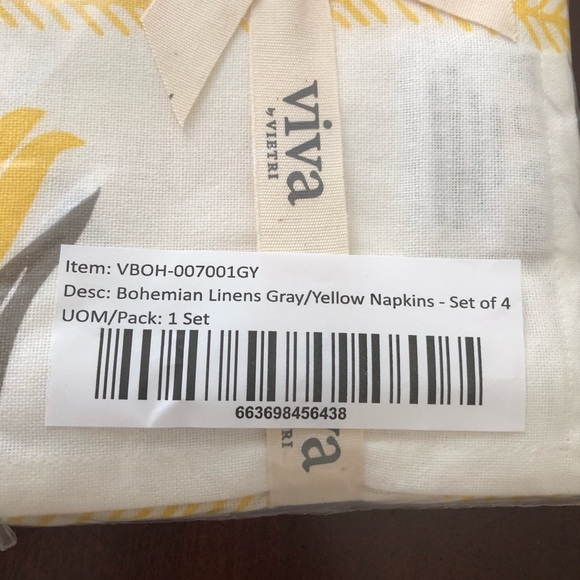 viva
by VIETRI
Item: VBOH-007001GY
Desc: Bohemian Linens Gray/Yellow Napkins - Set of 4
UOM/Pack: 1 Set
663698456438
viva